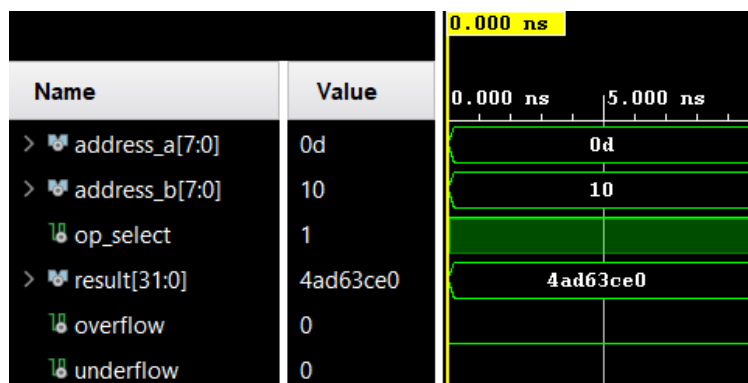 0.000 ns
Name Value 0.000 ns 5.000 ns
address_a[7:0] 0d 0d
address_b[7:0] 10 10
op_select 1
result[31:0] 4ad63ce0 4ad63ce0
overflow 0
underflow 0